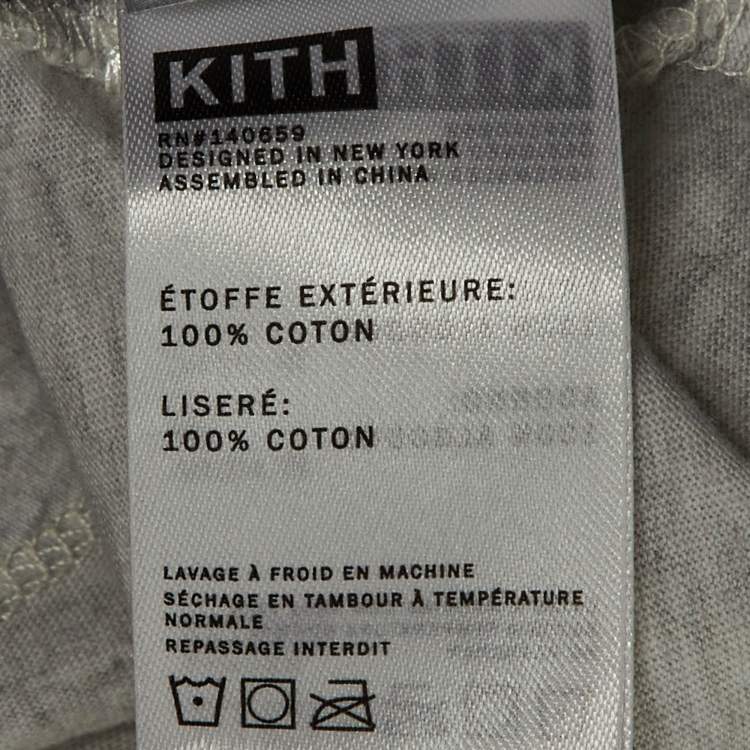 KITH
RN#140659
DESIGNED IN NEW YORK
ASSEMBLED IN CHINA
ÉTOFFE EXTÉRIEURE:
100% COTON
LISERÉ:
100% COTON
LAVAGE À FROID EN MACHINE
SÉCHAGE EN TAMBOUR À TEMPÉRATURE
NORMALE
REPASSAGE INTERDIT